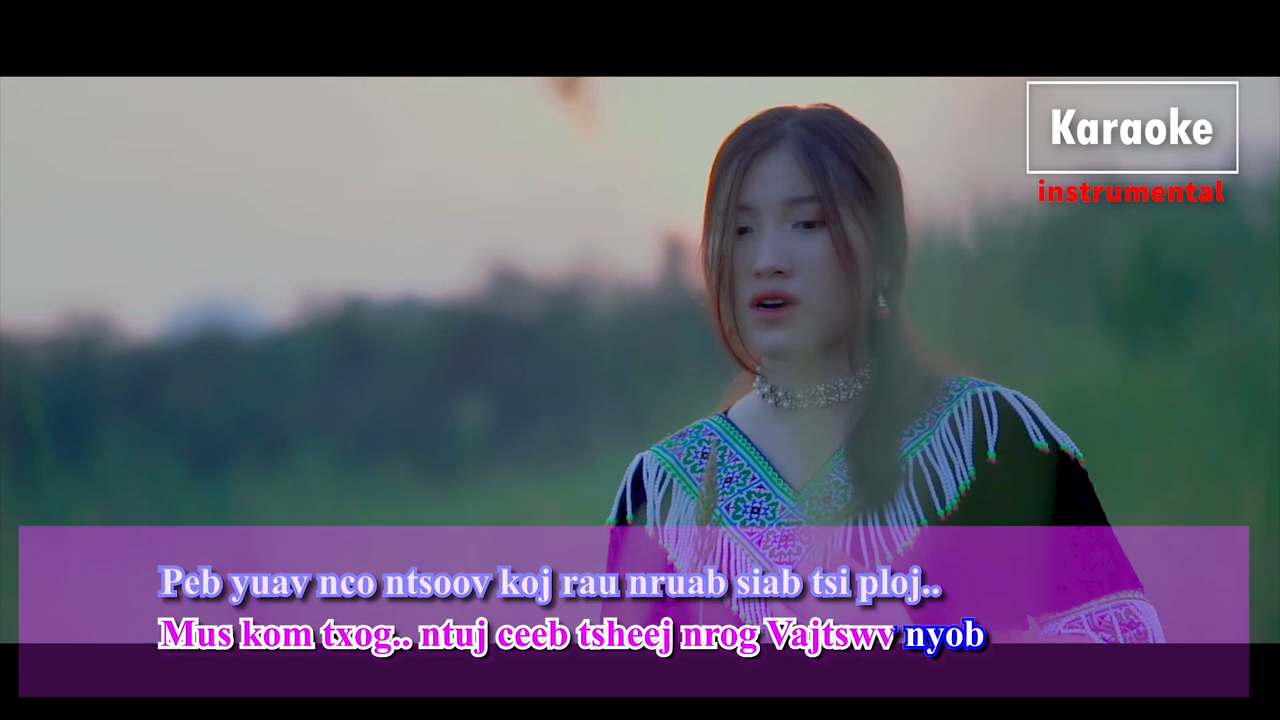 Karaoke
instrumental
Peb yuav nco ntsoov koj rau nruab siab tsi ploj..
Mus kom txog.. ntuj ceeb tsheej nrog Vajtswv nyob